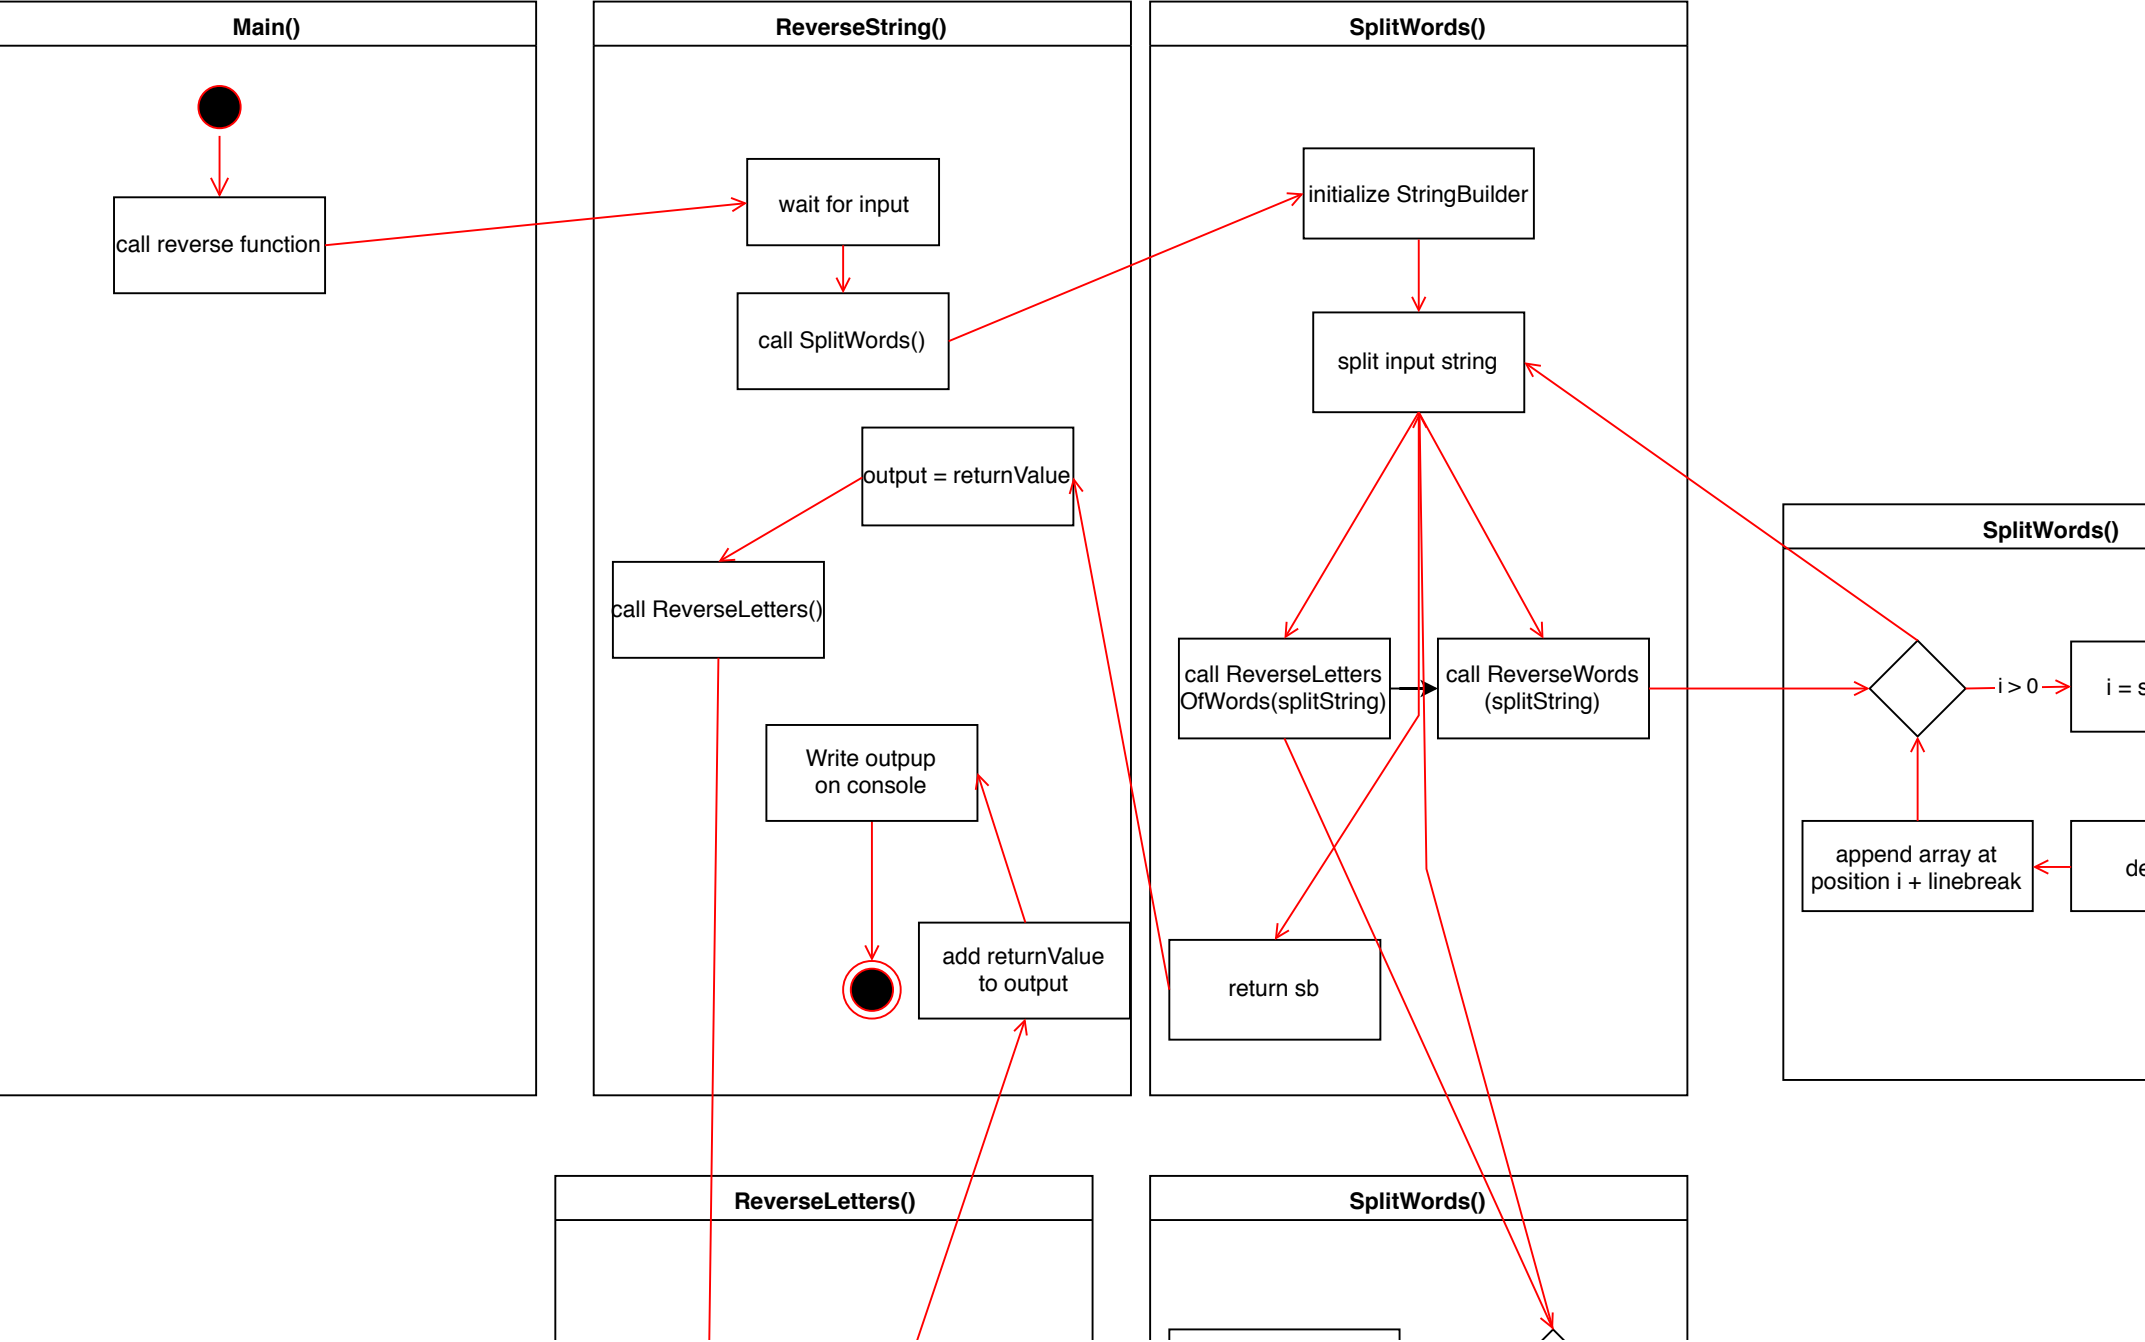 Main()
call reverse function
ReverseString()
wait for input
call SplitWords()
output = returnValue
call ReverseLetters()
Write outpup
on console
add returnValue
to output
SplitWords()
initialize StringBuilder
split input string
call ReverseLetters
OfWords(splitString)
call ReverseWords
(splitString)
return sb
SplitWords()
i > 0
i = s
append array at
position i + linebreak
de
ReverseLetters()
SplitWords()